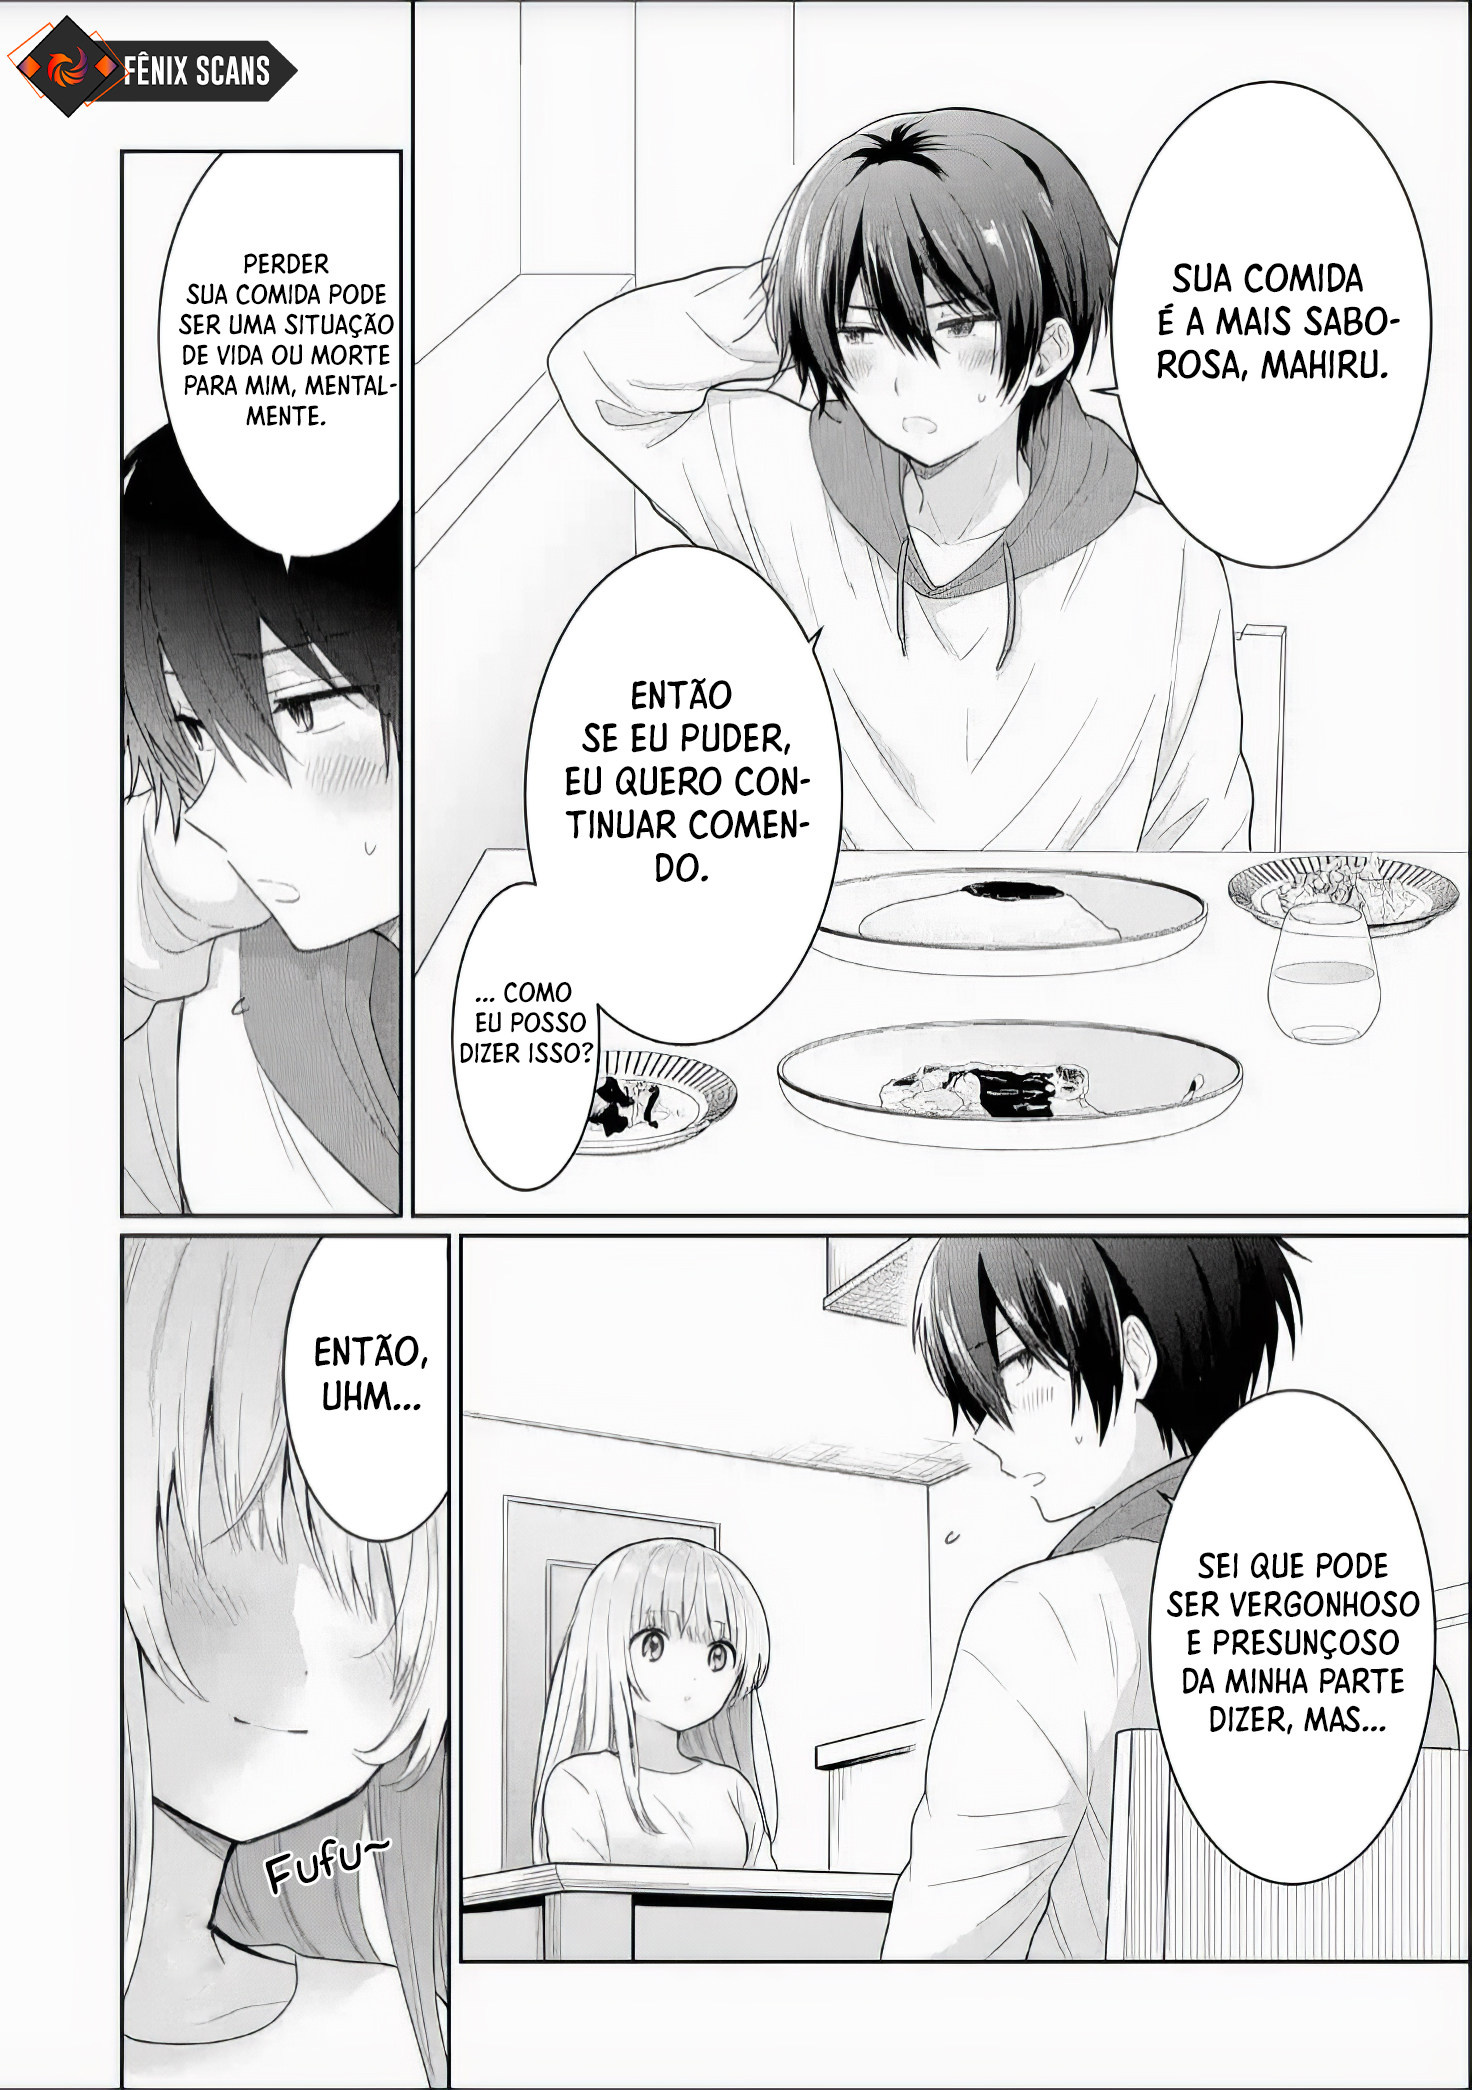 FÊNIX SCANS
SUA COMIDA
É A MAIS SABO-
ROSA, MAHIRU.
ENTÃO
SE EU PUDER,
EU QUERO CON-
TINUAR COMEN-
DO.
... COMO
EU POSSO
DIZER ISSO?
PERDER
SUA COMIDA PODE
SER UMA SITUAÇÃO
DE VIDA OU MORTE
PARA MIM, MENTAL-
MENTE.
SEI QUE PODE
SER VERGONHOSO
E PRESUNÇOSO
DA MINHA PARTE
DIZER, MAS...
ENTÃO,
UHM...
Fufu~